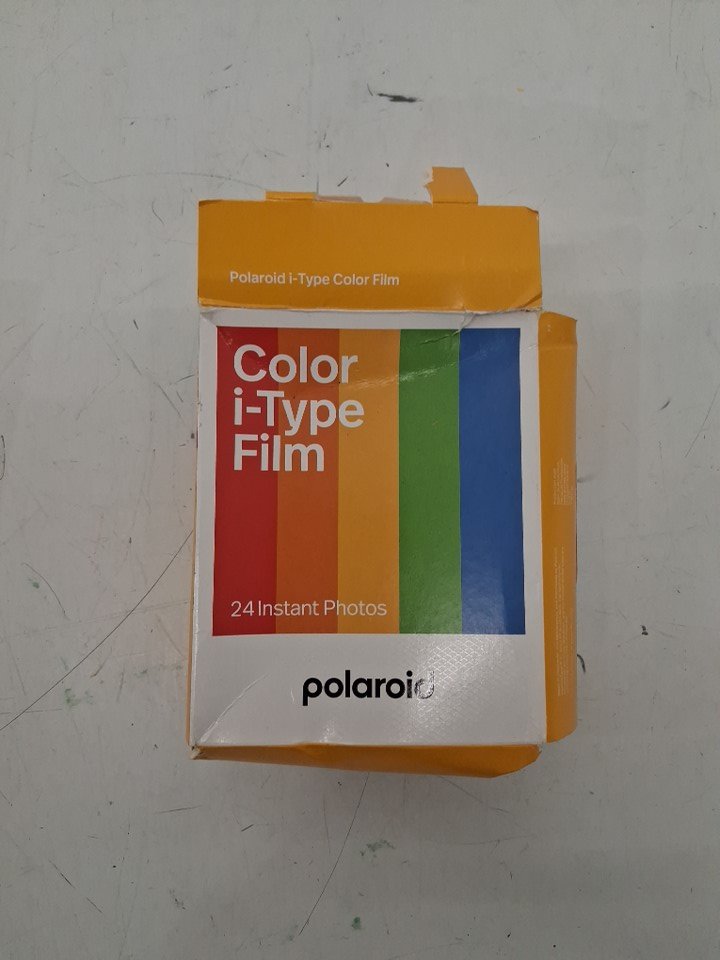 Polaroid i-Type Color Film
Color
i-Type
Film
24 Instant Photos
polaroid